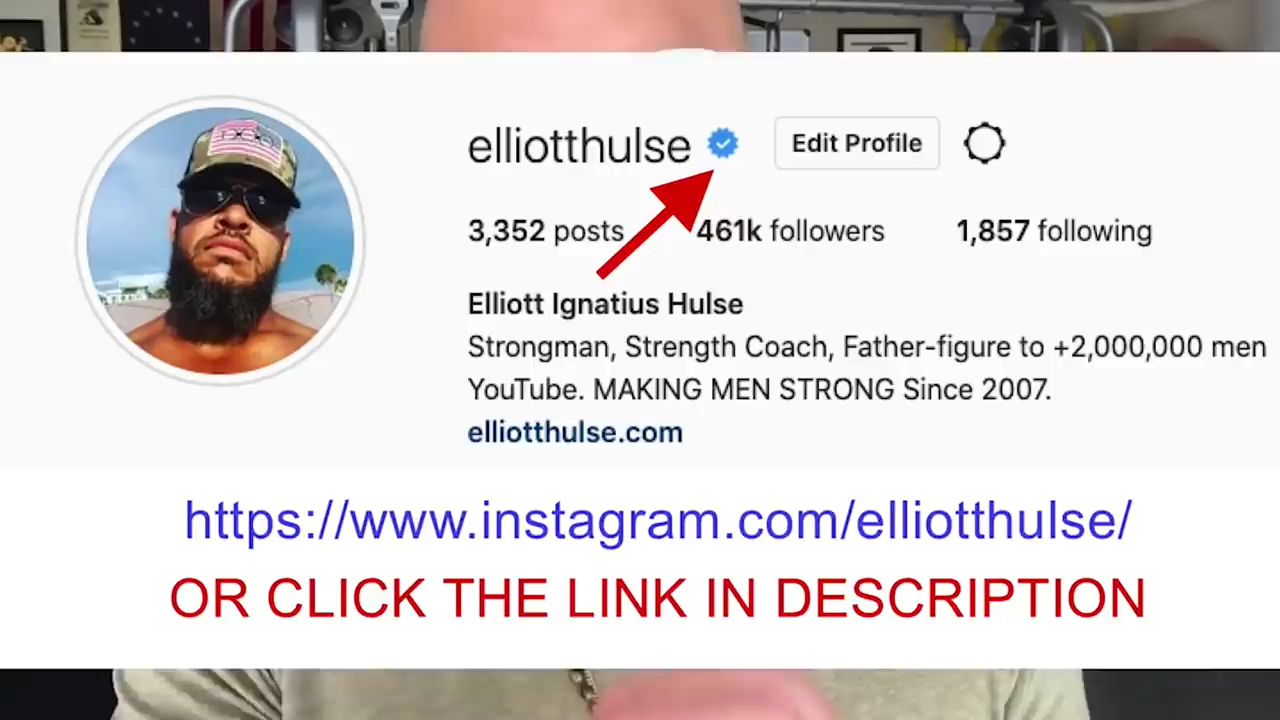 elliotthulse Edit Profile
3,352 posts 461k followers 1,857 following
Elliott Ignatius Hulse
Strongman, Strength Coach, Father-figure to +2,000,000 men
YouTube. MAKING MEN STRONG Since 2007.
elliotthulse.com
https://www.instagram.com/elliotthulse/
OR CLICK THE LINK IN DESCRIPTION